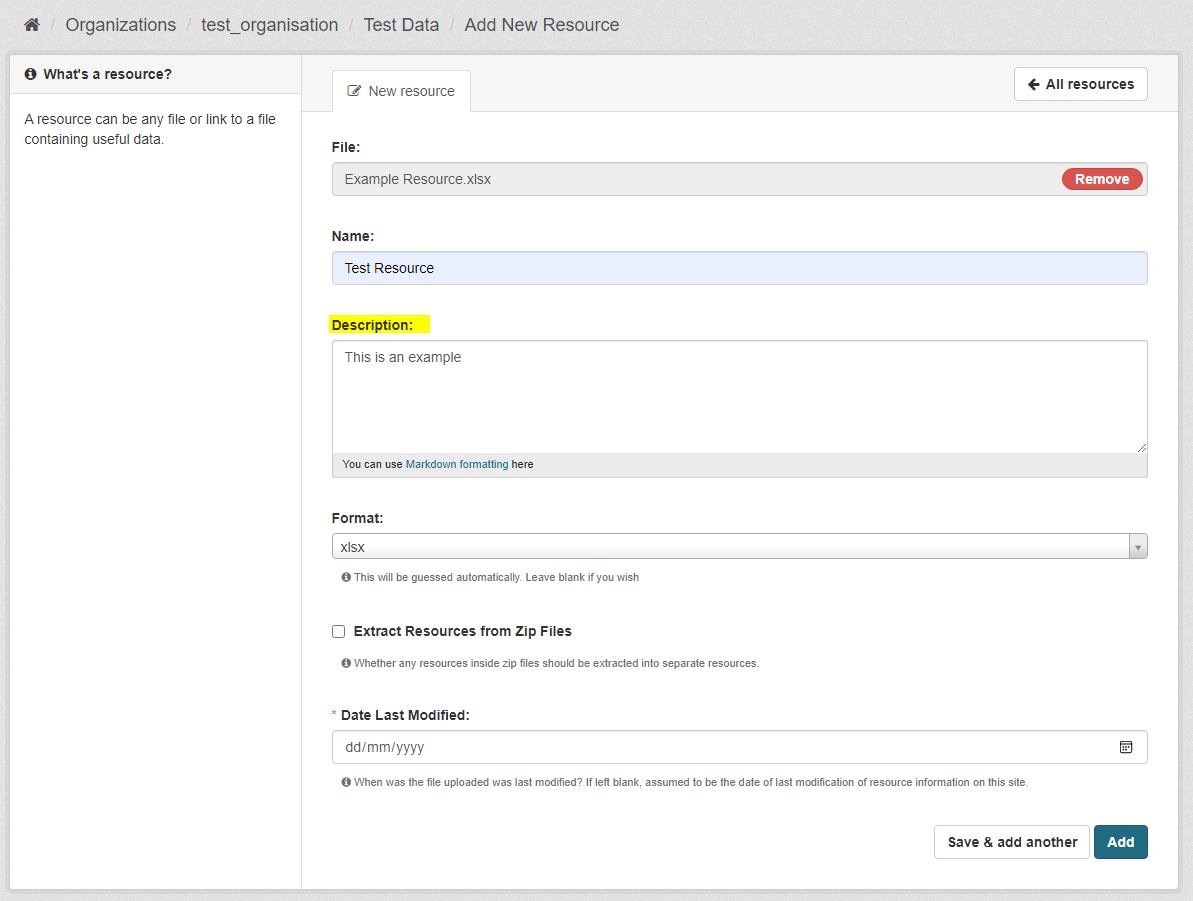 / Organizations / test_organisation / Test Data / Add New Resource
What's a resource?
A resource can be any file or link to a file
containing useful data.
New resource
All resources
File:
Example Resource.xlsx
Remove
Name:
Test Resource
Description:
This is an example
You can use Markdown formatting here
Format:
xlsx
This will be guessed automatically. Leave blank if you wish
Extract Resources from Zip Files
Whether any resources inside zip files should be extracted into separate resources.
* Date Last Modified:
dd/mm/yyyy
When was the file uploaded was last modified? If left blank, assumed to be the date of last modification of resource information on this site.
Save & add another
Add